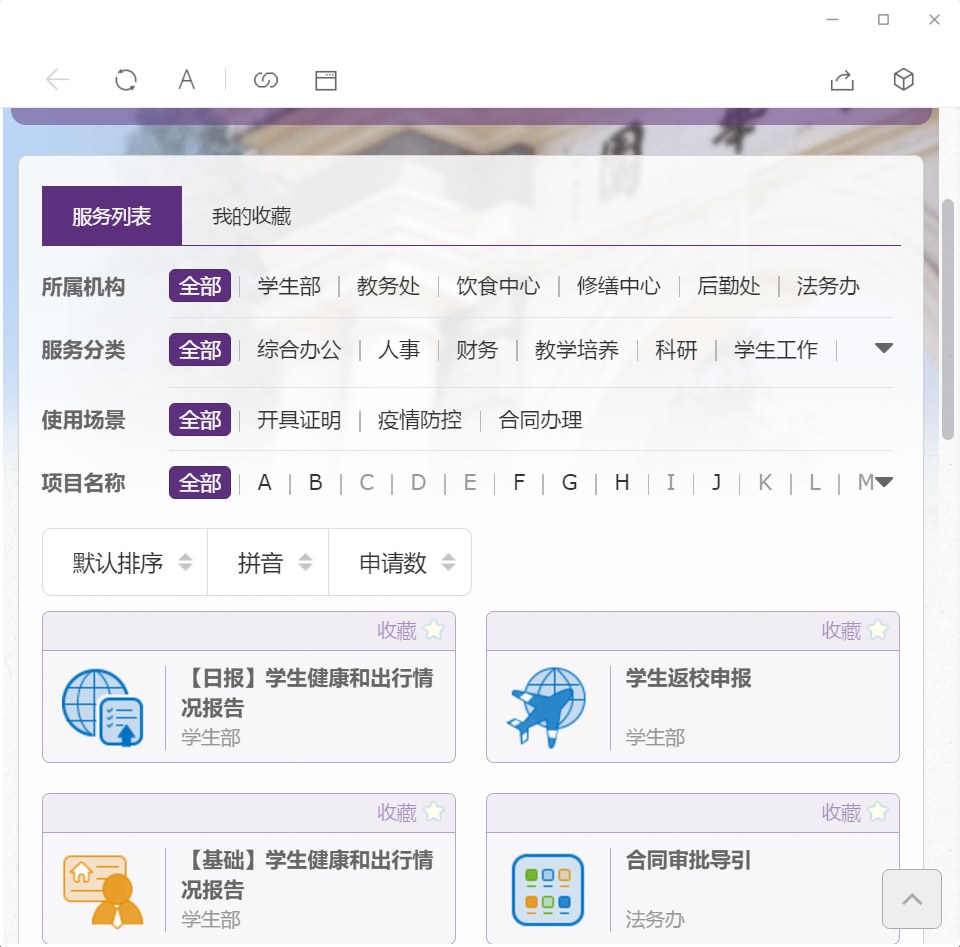 服务列表 我的收藏
所属机构 全部 学生部 教务处 饮食中心 修缮中心 后勤处 法务办
服务分类 全部 综合办公 人事 财务 教学培养 科研 学生工作
使用场景 全部 开具证明 疫情防控 合同办理
项目名称 全部 A B C D E F G H I J K L M
默认排序 拼音 申请数
收藏
【日报】学生健康和出行情
况报告
学生部
收藏
学生返校申报
学生部
收藏
【基础】学生健康和出行情
况报告
学生部
收藏
合同审批导引
法务办